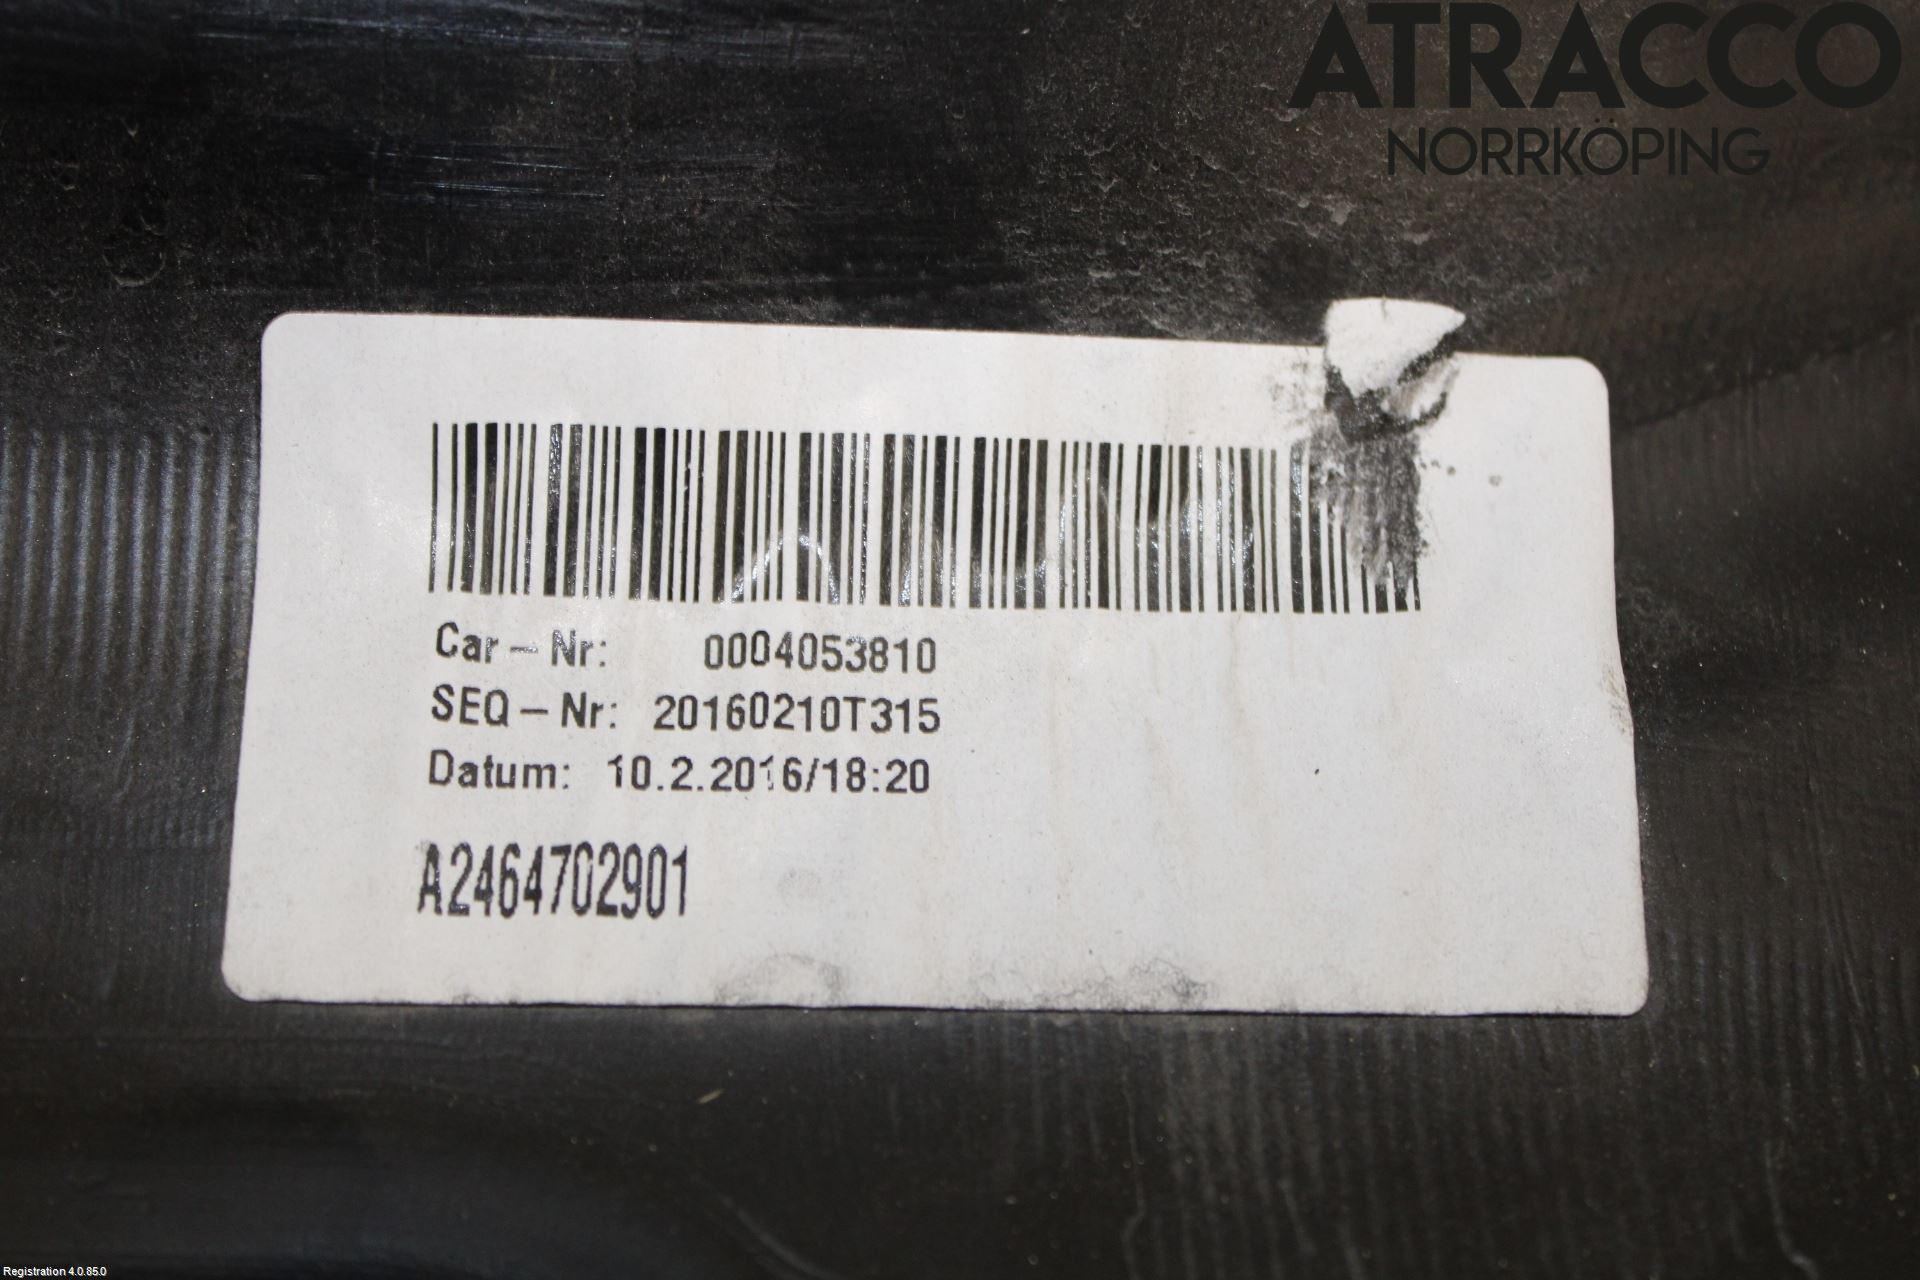 ATRACCO
NORRKÖPING
Car-Nr: 0004053810
SEQ-Nr: 20160210T315
Datum: 10.2.2016/18:20
A2464702901
Registration 4.0.85.0